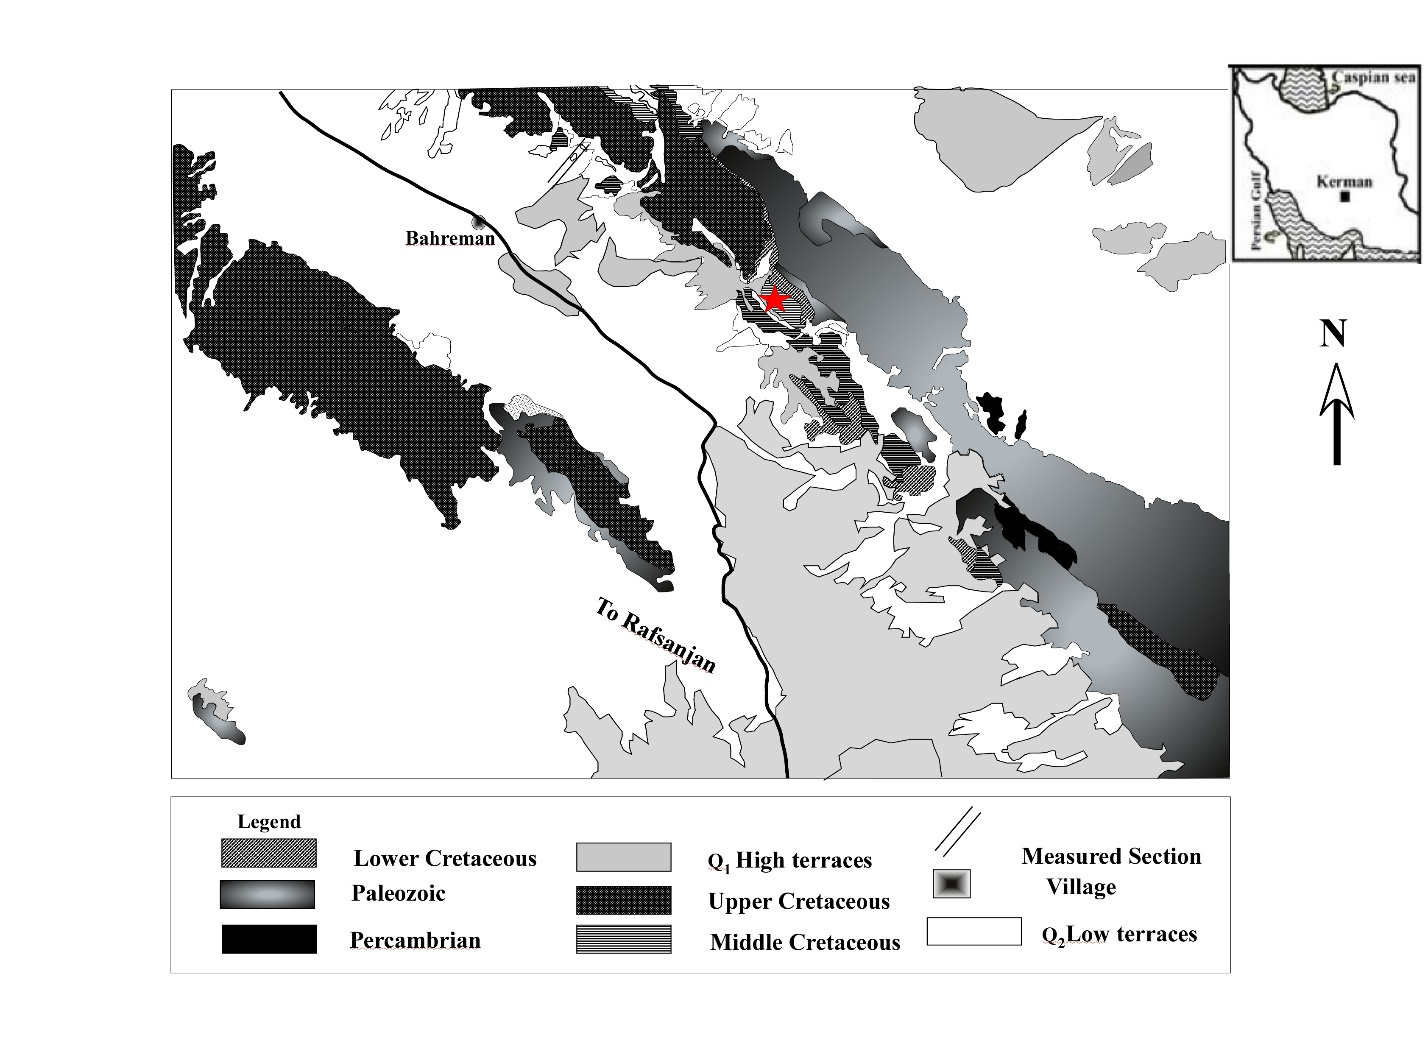 Caspian sea
Kerman
Persian Gulf
N
Bahreman
To Rafsanjan
Legend
Lower Cretaceous
Paleozoic
Percambrian
Q1 High terraces
Upper Cretaceous
Middle Cretaceous
Measured Section
Village
Q2Low terraces